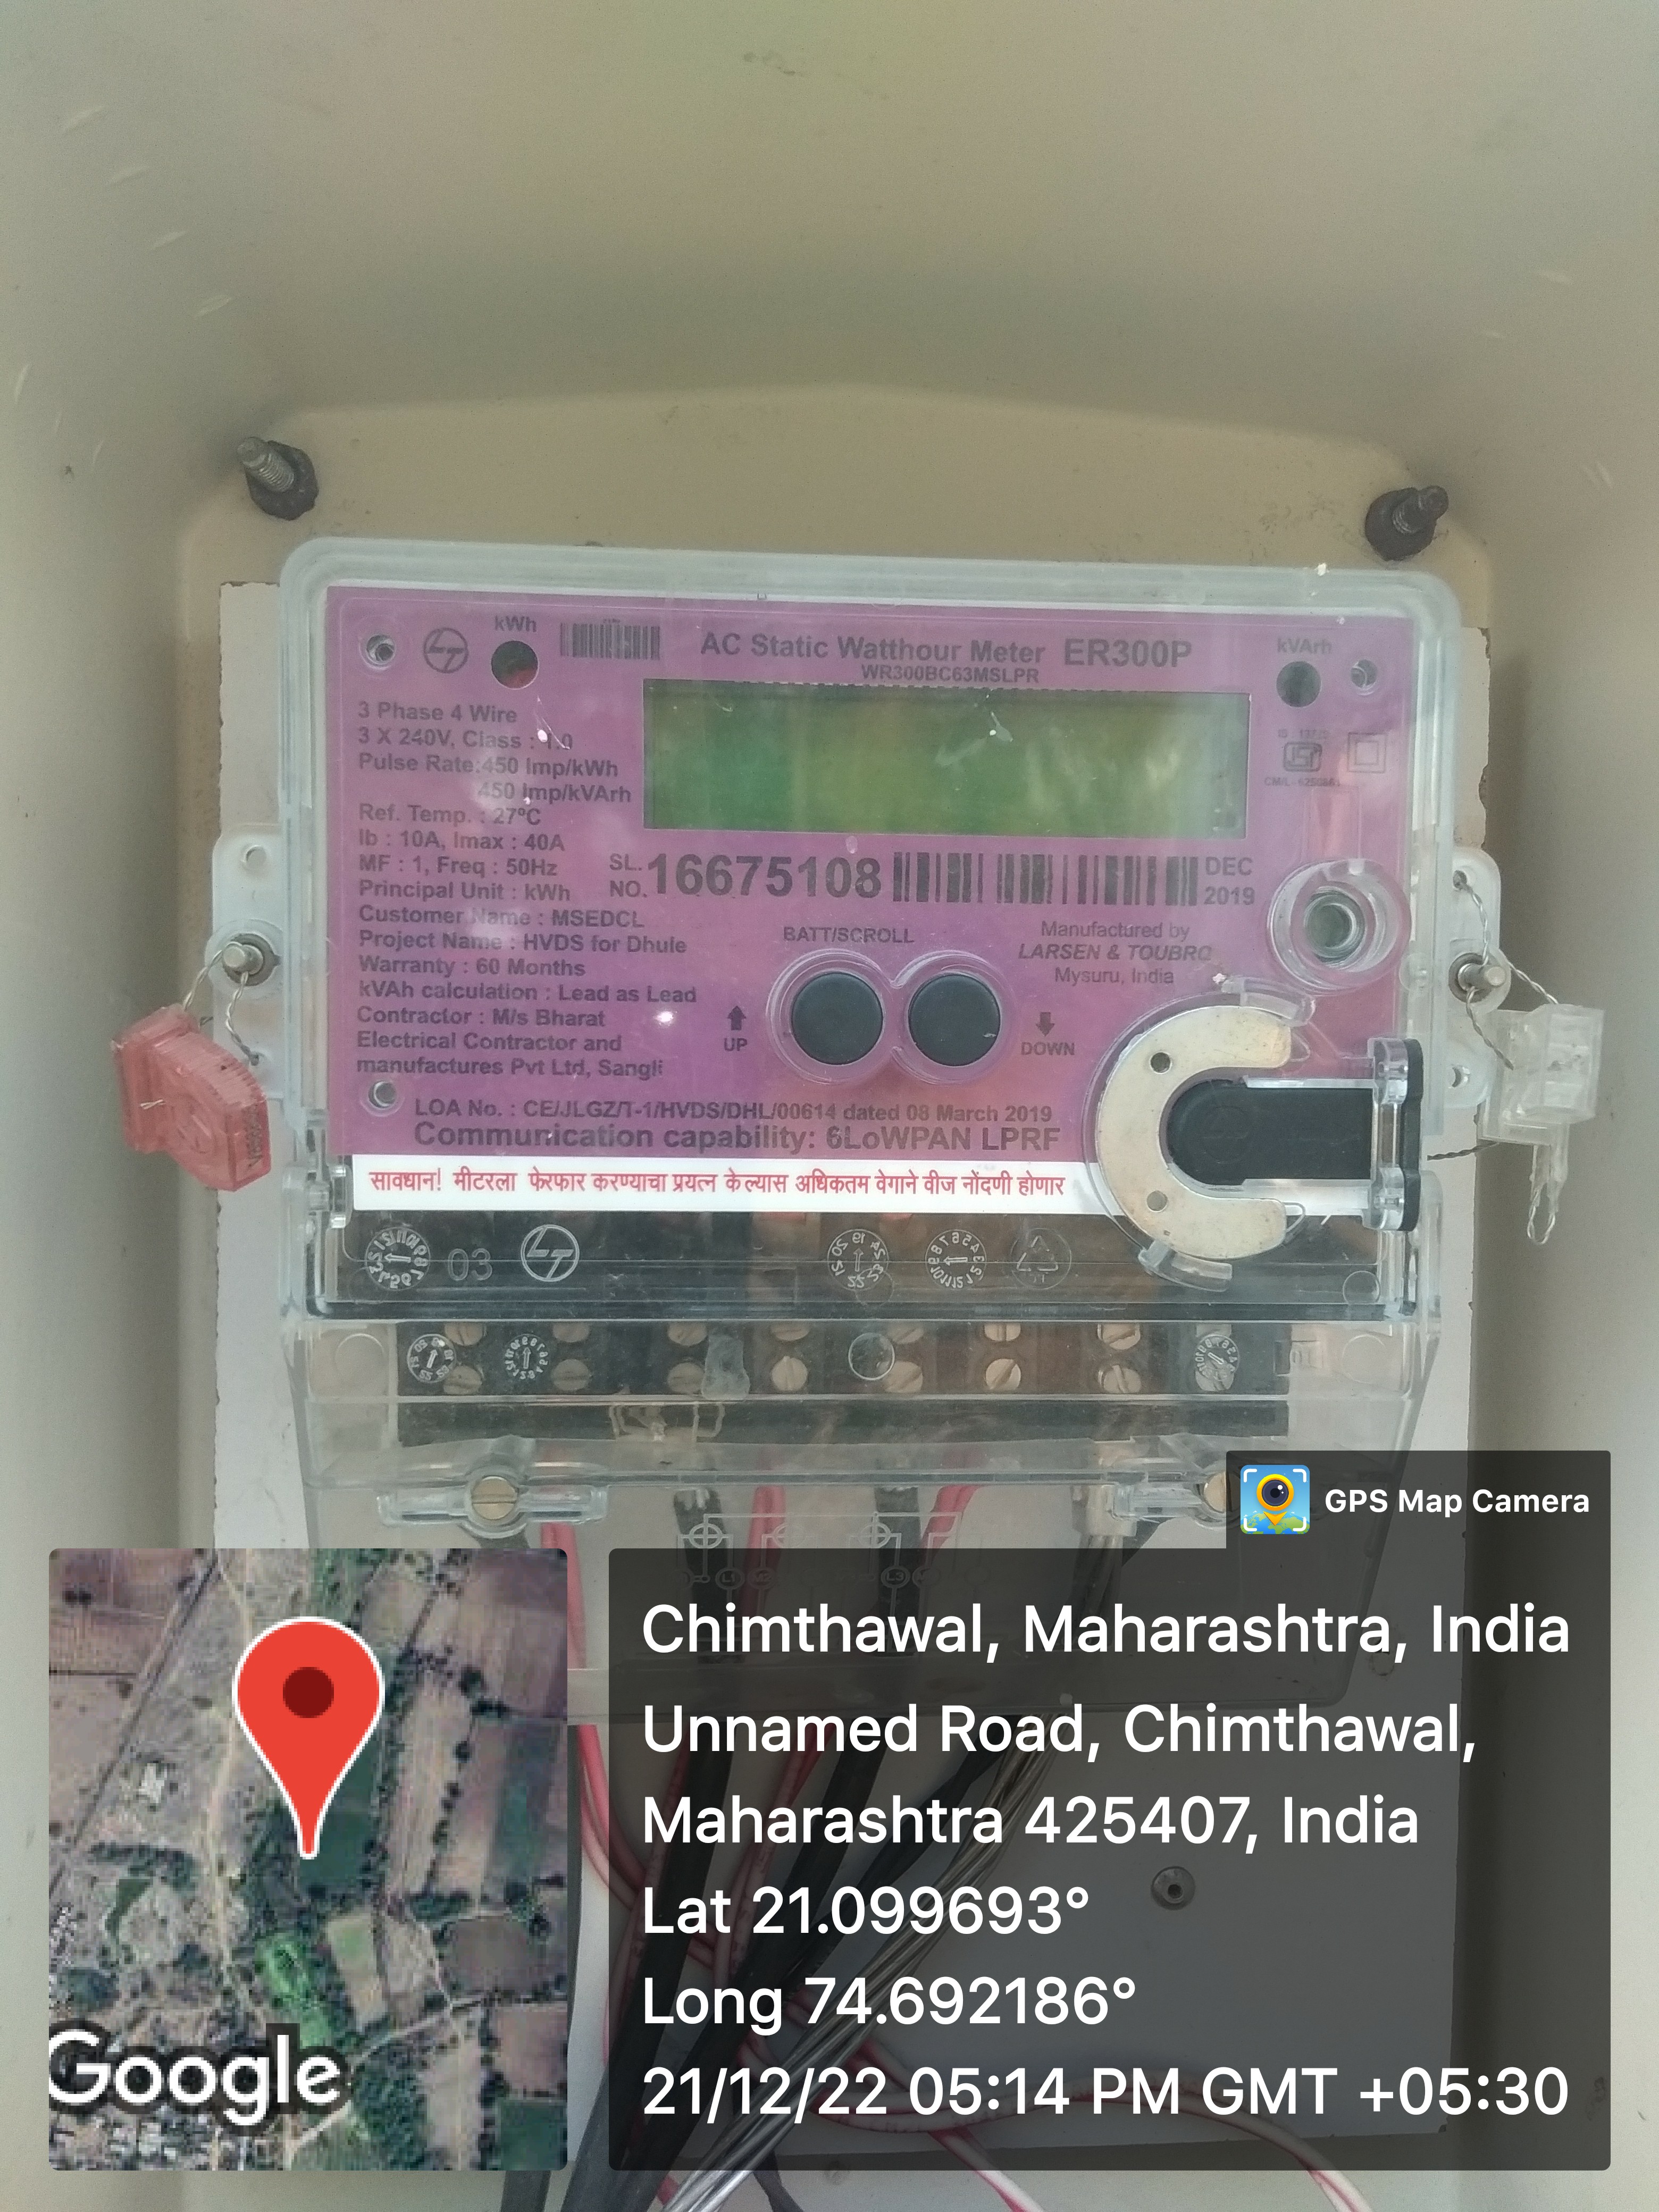 kWh
AC Static Watthour Meter ER300P
WR300BC63MSLPR
kVArh
3 Phase 4 Wire
3 X 240V, Class : 1.0
Pulse Rate:450 Imp/kWh
450 Imp/kVArh
Ref. Temp. : 27°C
Ib : 10A, Imax : 40A
MF : 1, Freq : 50Hz
Principal Unit : kWh
Customer Name : MSEDCL
Project Name : HVDS for Dhule
Warranty : 60 Months
kVAh calculation : Lead as Lead
Contractor : M/s Bharat
Electrical Contractor and
manufactures Pvt Ltd, Sangli
SL. NO. 16675108
DEC
2019
BATT/SCROLL
UP
DOWN
Manufactured by
LARSEN & TOUBRO
Mysuru, India
LOA No. : CE/JLGZ/T-1/HVDS/DHL/00614 dated 08 March 2019
Communication capability: 6LoWPAN LPRF
सावधान! मीटरला फेरफार करण्याचा प्रयत्न केल्यास अधिकतम वेगाने वीज नोंदणी होणार
03
GPS Map Camera
Chimthawal, Maharashtra, India
Unnamed Road, Chimthawal,
Maharashtra 425407, India
Lat 21.099693°
Long 74.692186°
21/12/22 05:14 PM GMT +05:30
Google